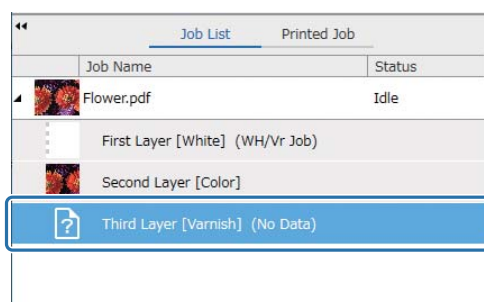 Job List Printed Job
Job Name Status
Flower.pdf Idle
First Layer [White] (WH/Vr Job)
Second Layer [Color]
Third Layer [Varnish] (No Data)